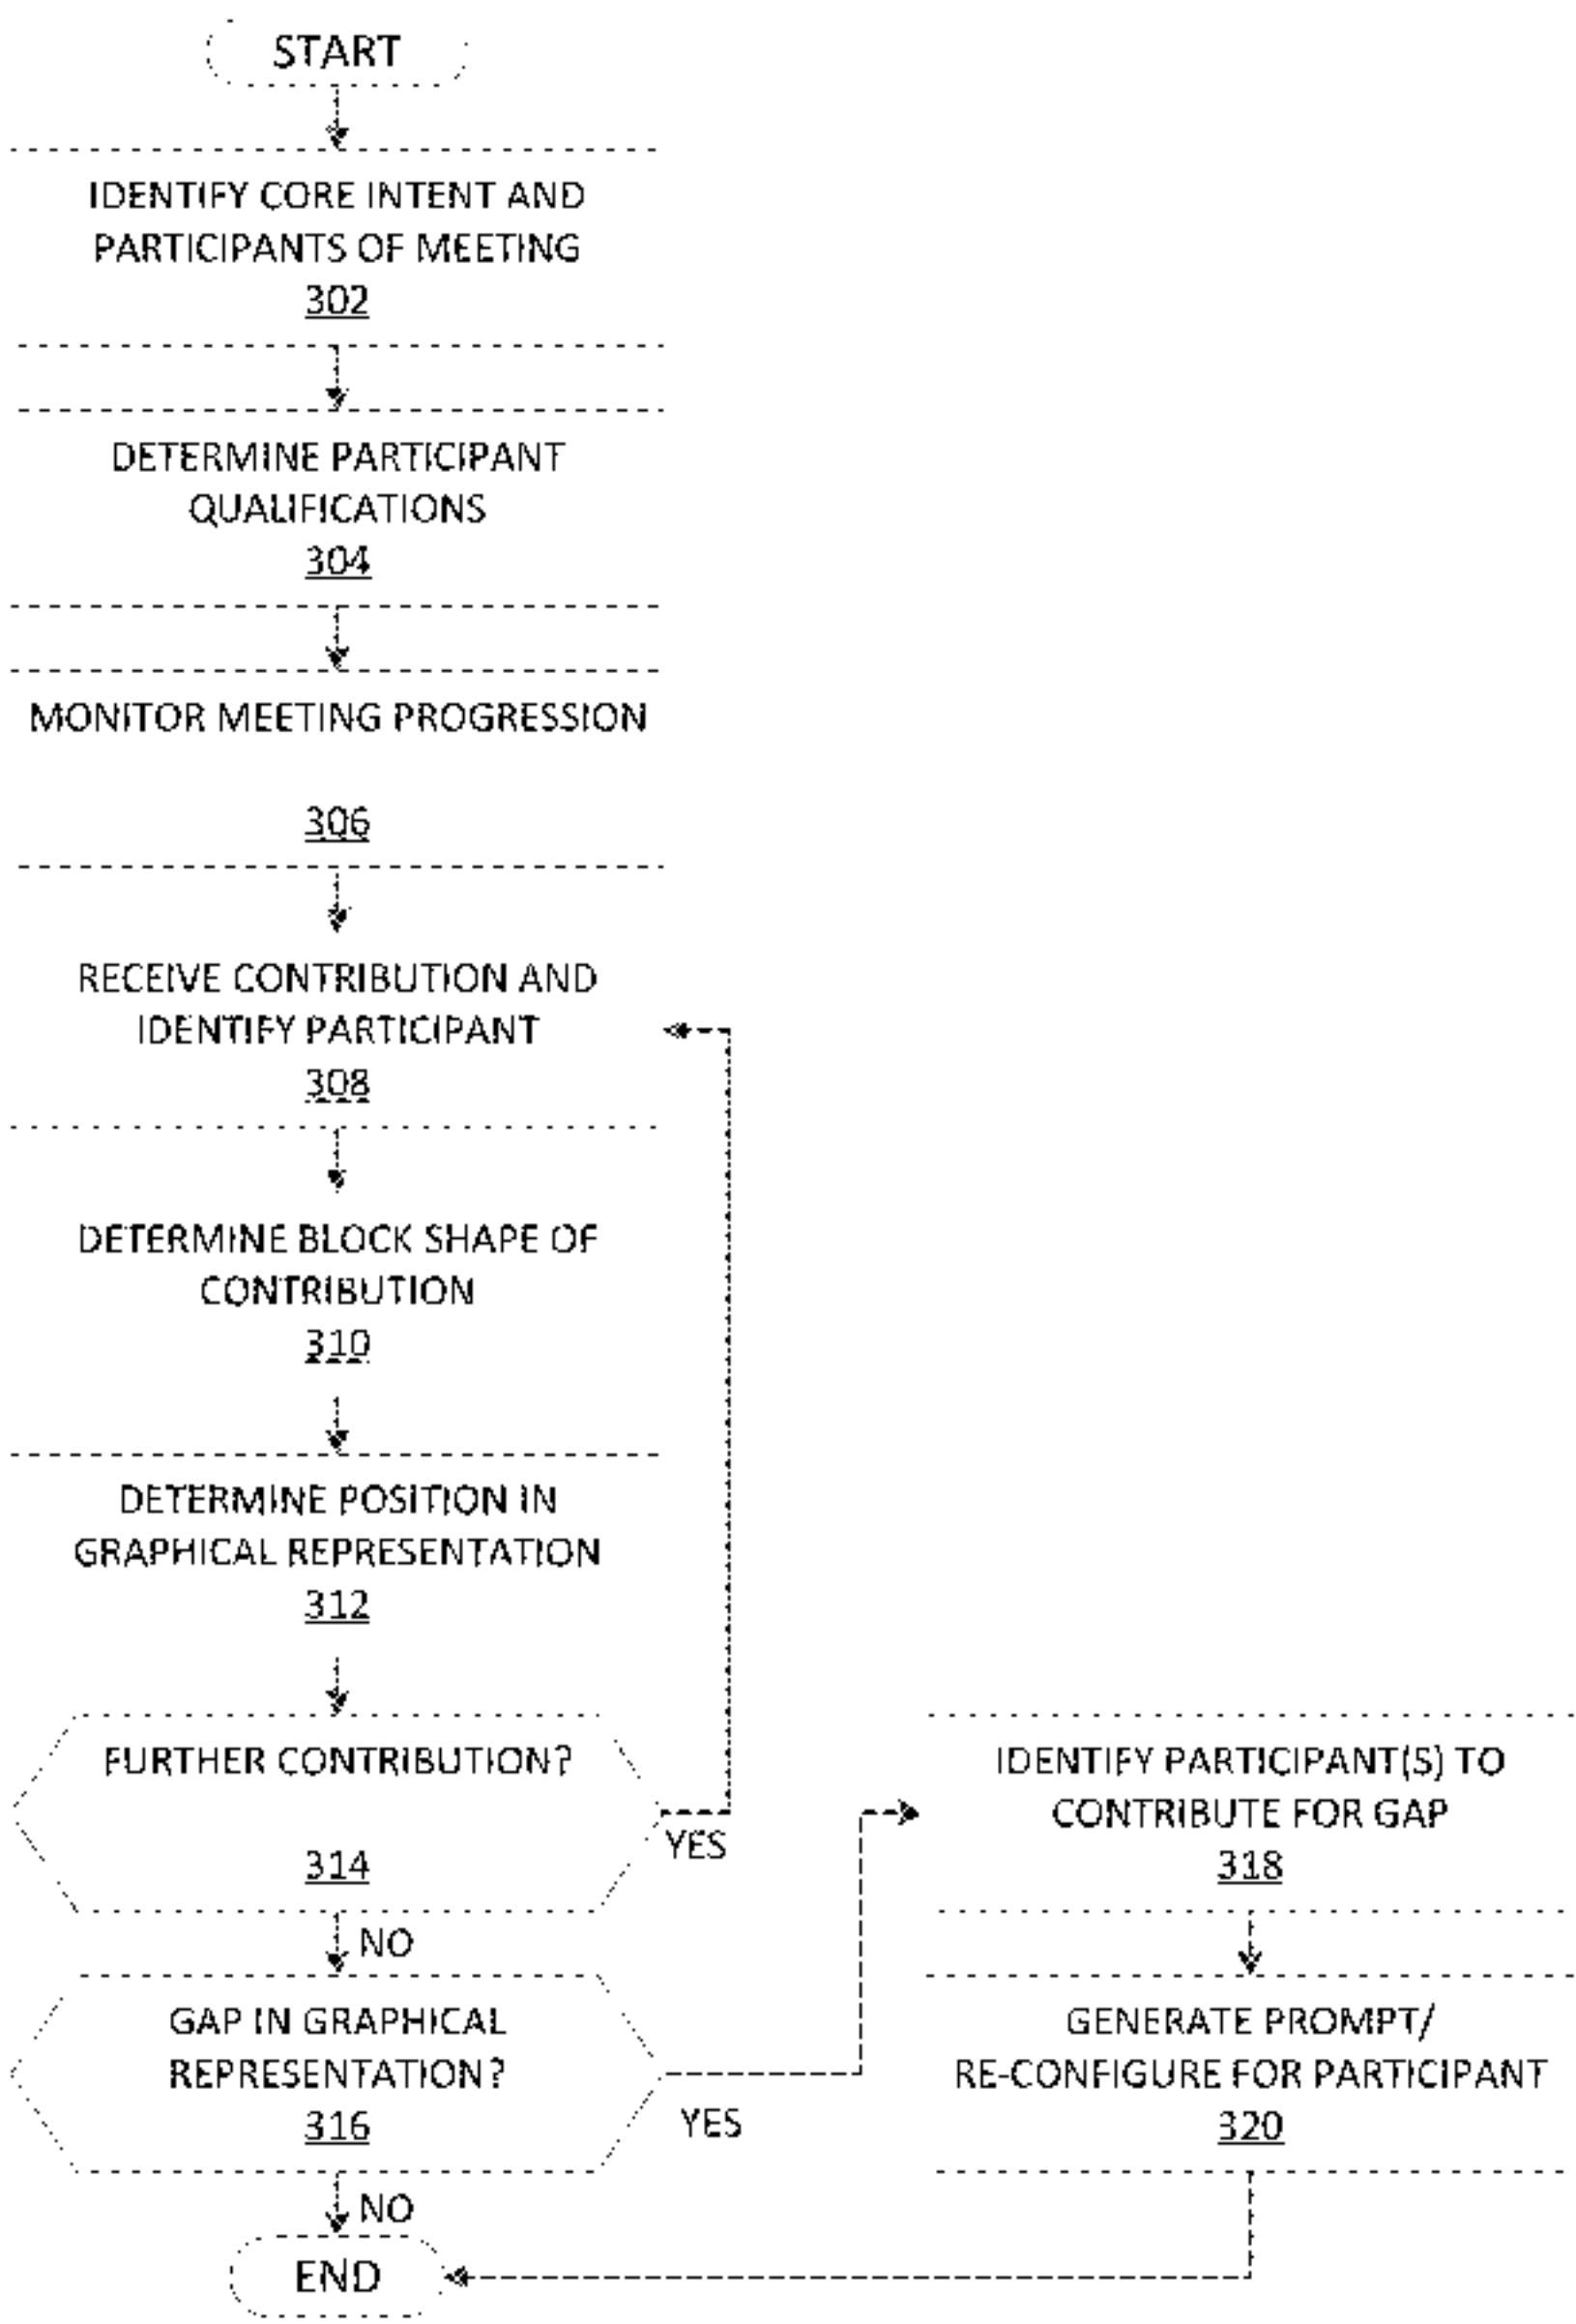 START
IDENTIFY CORE INTENT AND
PARTICIPANTS OF MEETING
302
DETERMINE PARTICIPANT
QUALIFICATIONS
304
MONITOR MEETING PROGRESSION
306
RECEIVE CONTRIBUTION AND
IDENTIFY PARTICIPANT
308
DETERMINE BLOCK SHAPE OF
CONTRIBUTION
310
DETERMINE POSITION IN
GRAPHICAL REPRESENTATION
312
FURTHER CONTRIBUTION?
314
YES
NO
GAP IN GRAPHICAL
REPRESENTATION?
316
YES
NO
END
IDENTIFY PARTICIPANT(S) TO
CONTRIBUTE FOR GAP
318
GENERATE PROMPT/
RE-CONFIGURE FOR PARTICIPANT
320